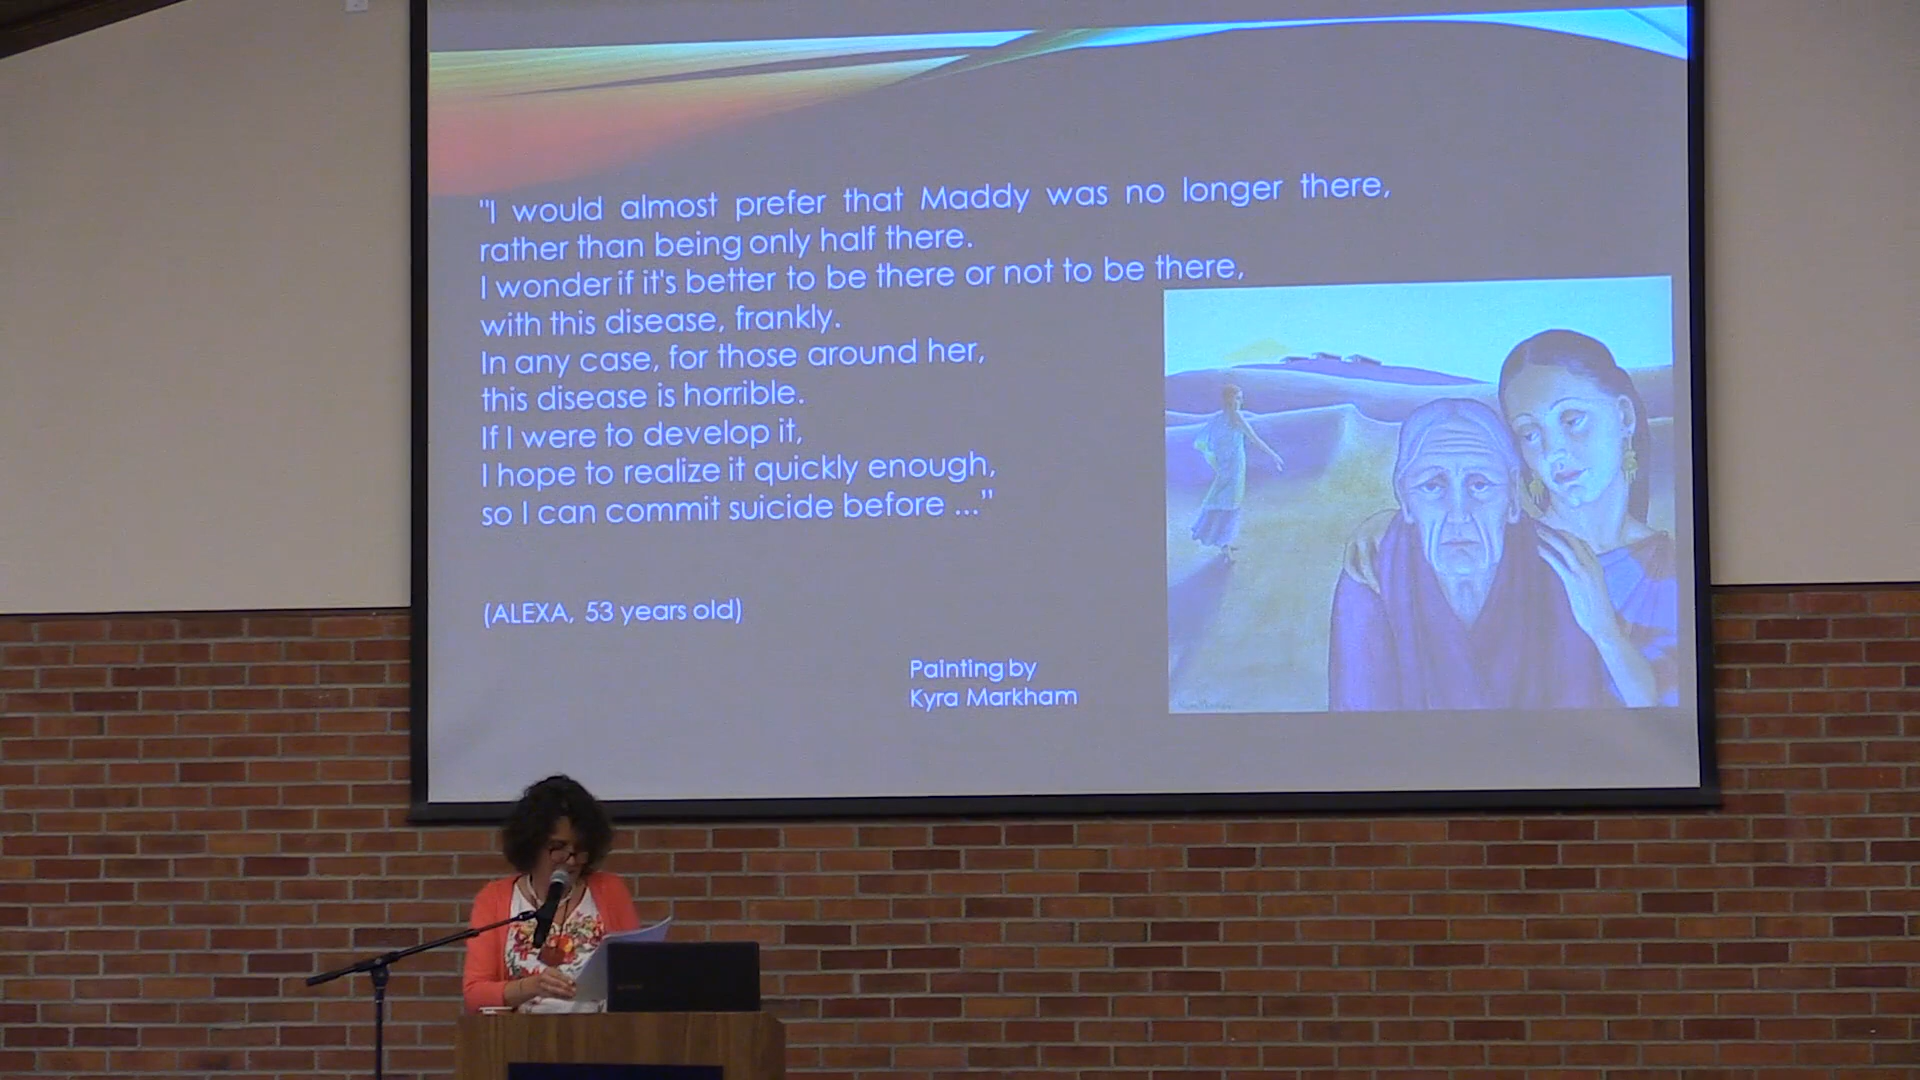 "I would almost prefer that Maddy was no longer there,
rather than being only half there.
I wonder if it's better to be there or not to be there,
with this disease, frankly.
In any case, for those around her,
this disease is horrible.
If I were to develop it,
I hope to realize it quickly enough,
so I can commit suicide before ..."
(ALEXA, 53 years old)
Painting by
Kyra Markham